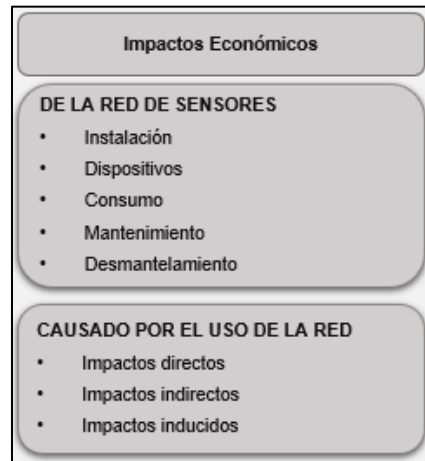 Impactos Económicos
DE LA RED DE SENSORES
• Instalación
• Dispositivos
• Consumo
• Mantenimiento
• Desmantelamiento
CAUSADO POR EL USO DE LA RED
• Impactos directos
• Impactos indirectos
• Impactos inducidos